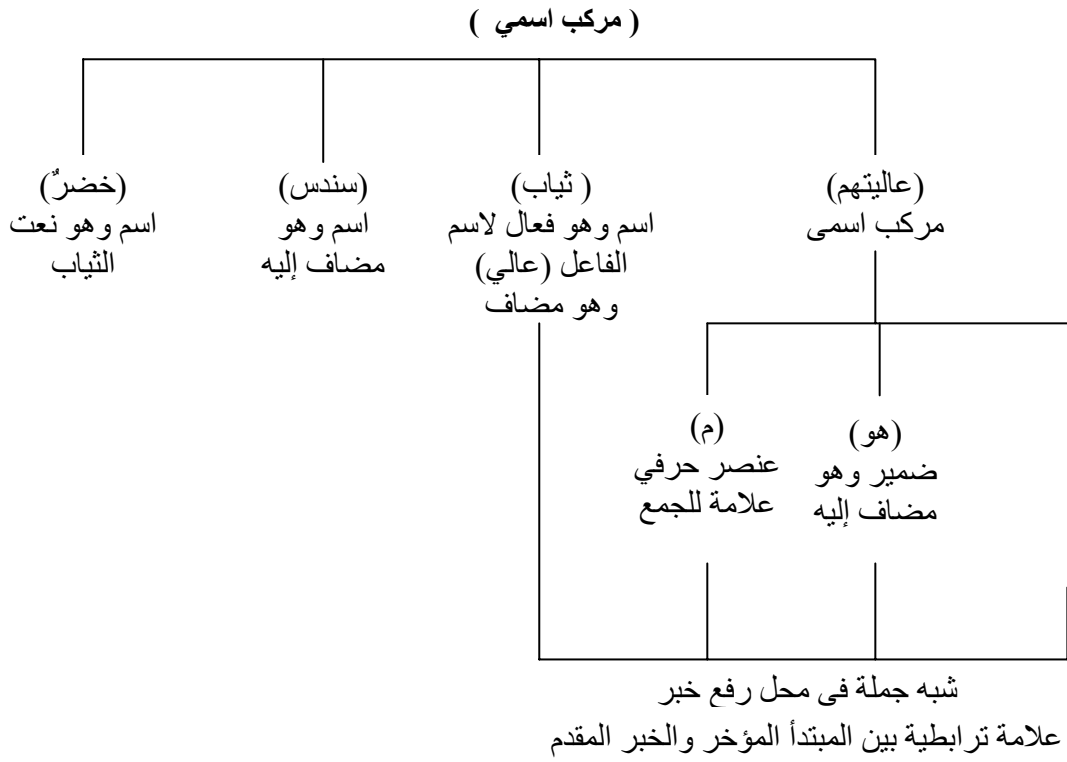 ( مركب اسمي )
(عاليتهم)
مركب اسمى
( ثياب)
اسم وهو فعال لاسم
الفاعل (عالي)
وهو مضاف
(سندس)
اسم وهو
مضاف إليه
(خضرٌ)
اسم وهو نعت
الثياب
(هو)
ضمير وهو
مضاف إليه
(م)
عنصر حرفي
علامة للجمع
شبه جملة فى محل رفع خبر
علامة ترابطية بين المبتدأ المؤخر والخبر المقدم